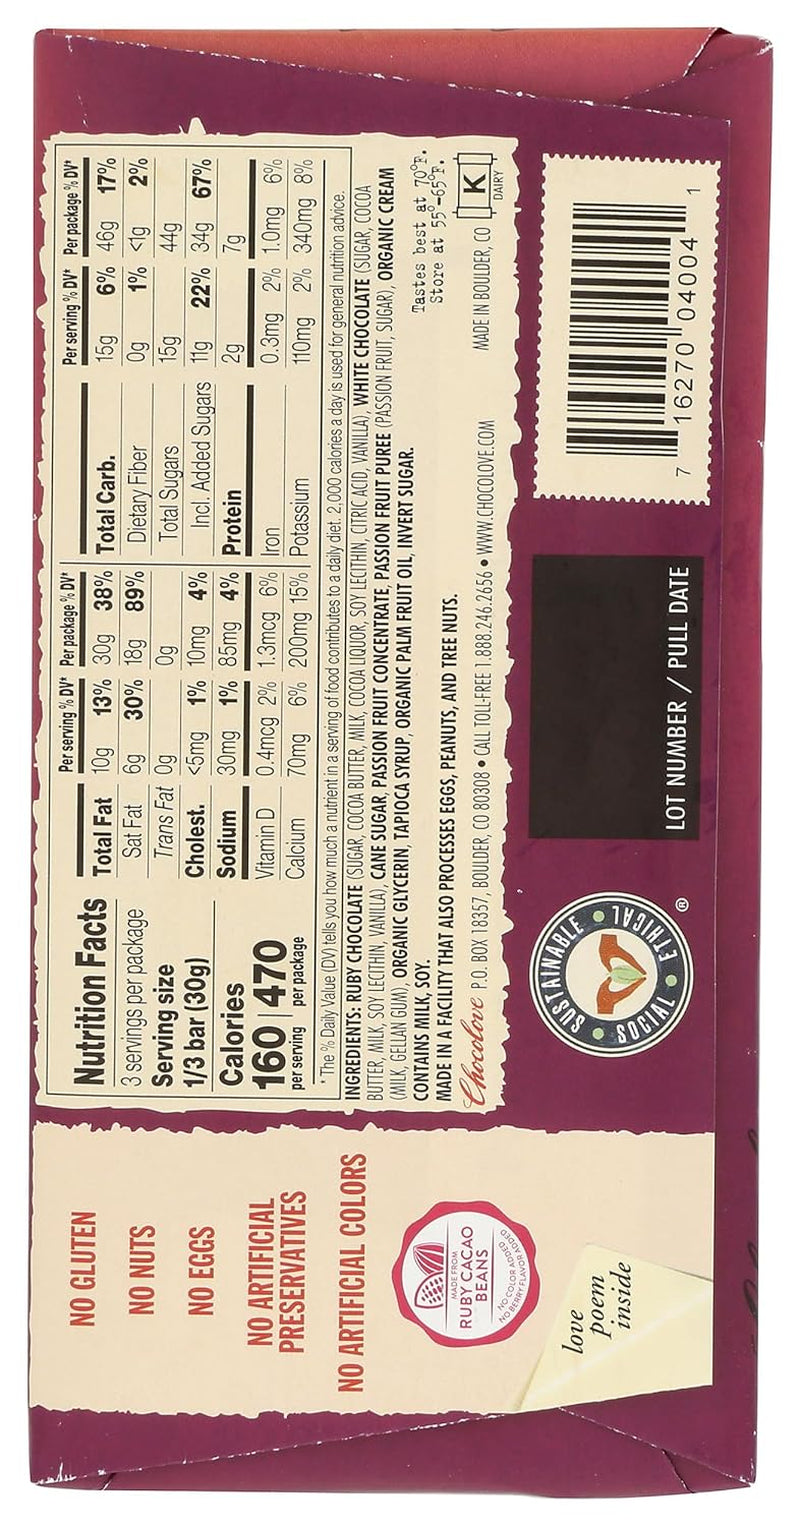 NO GLUTEN
NO NUTS
NO EGGS
NO ARTIFICIAL
PRESERVATIVES
NO ARTIFICIAL COLORS
MADE FROM
RUBY CACAO
BEANS
NO COLOR ADDED
NO BERRY FLAVOR ADDED
love
poem
inside
Nutrition Facts
3 servings per package
Serving size
1/3 bar (30g)
Calories
160 | 470
per serving per package
Per serving % DV* Per package % DV*
Total Fat 10g 13% 30g 38%
Sat Fat 6g 30% 18g 89%
Trans Fat 0g 0g
Cholest. <5mg 1% 10mg 4%
Sodium 30mg 1% 85mg 4%
Vitamin D 0.4mcg 2% 1.3mcg 6%
Calcium 70mg 6% 200mg 15%
Per serving % DV* Per package % DV*
Total Carb. 15g 6% 46g 17%
Dietary Fiber 0g 1% <1g 2%
Total Sugars 15g 44g
Incl. Added Sugars 11g 22% 34g 67%
Protein 2g 7g
Iron 0.3mg 2% 1.0mg 6%
Potassium 110mg 2% 340mg 8%
* The % Daily Value (DV) tells you how much a nutrient in a serving of food contributes to a daily diet. 2,000 calories a day is used for general nutrition advice.
INGREDIENTS: RUBY CHOCOLATE (SUGAR, COCOA BUTTER, MILK, COCOA LIQUOR, SOY LECITHIN, CITRIC ACID, VANILLA), WHITE CHOCOLATE (SUGAR, COCOA
BUTTER, MILK, SOY LECITHIN, VANILLA), CANE SUGAR, PASSION FRUIT CONCENTRATE, PASSION FRUIT PUREE (PASSION FRUIT, SUGAR), ORGANIC CREAM
(MILK, GELLAN GUM), ORGANIC GLYCERIN, TAPIOCA SYRUP, ORGANIC PALM FRUIT OIL, INVERT SUGAR.
CONTAINS MILK, SOY.
MADE IN A FACILITY THAT ALSO PROCESSES EGGS, PEANUTS, AND TREE NUTS.
Tastes best at 70°F.
Store at 55°-65°F.
Chocolove P.O. BOX 18357, BOULDER, CO 80308 • CALL TOLL-FREE 1.888.246.2656 • WWW.CHOCOLOVE.COM
MADE IN BOULDER, CO
K
DAIRY
SUSTAINABLE • ETHICAL • SOCIAL •
®
LOT NUMBER / PULL DATE
7 16270 04004 1